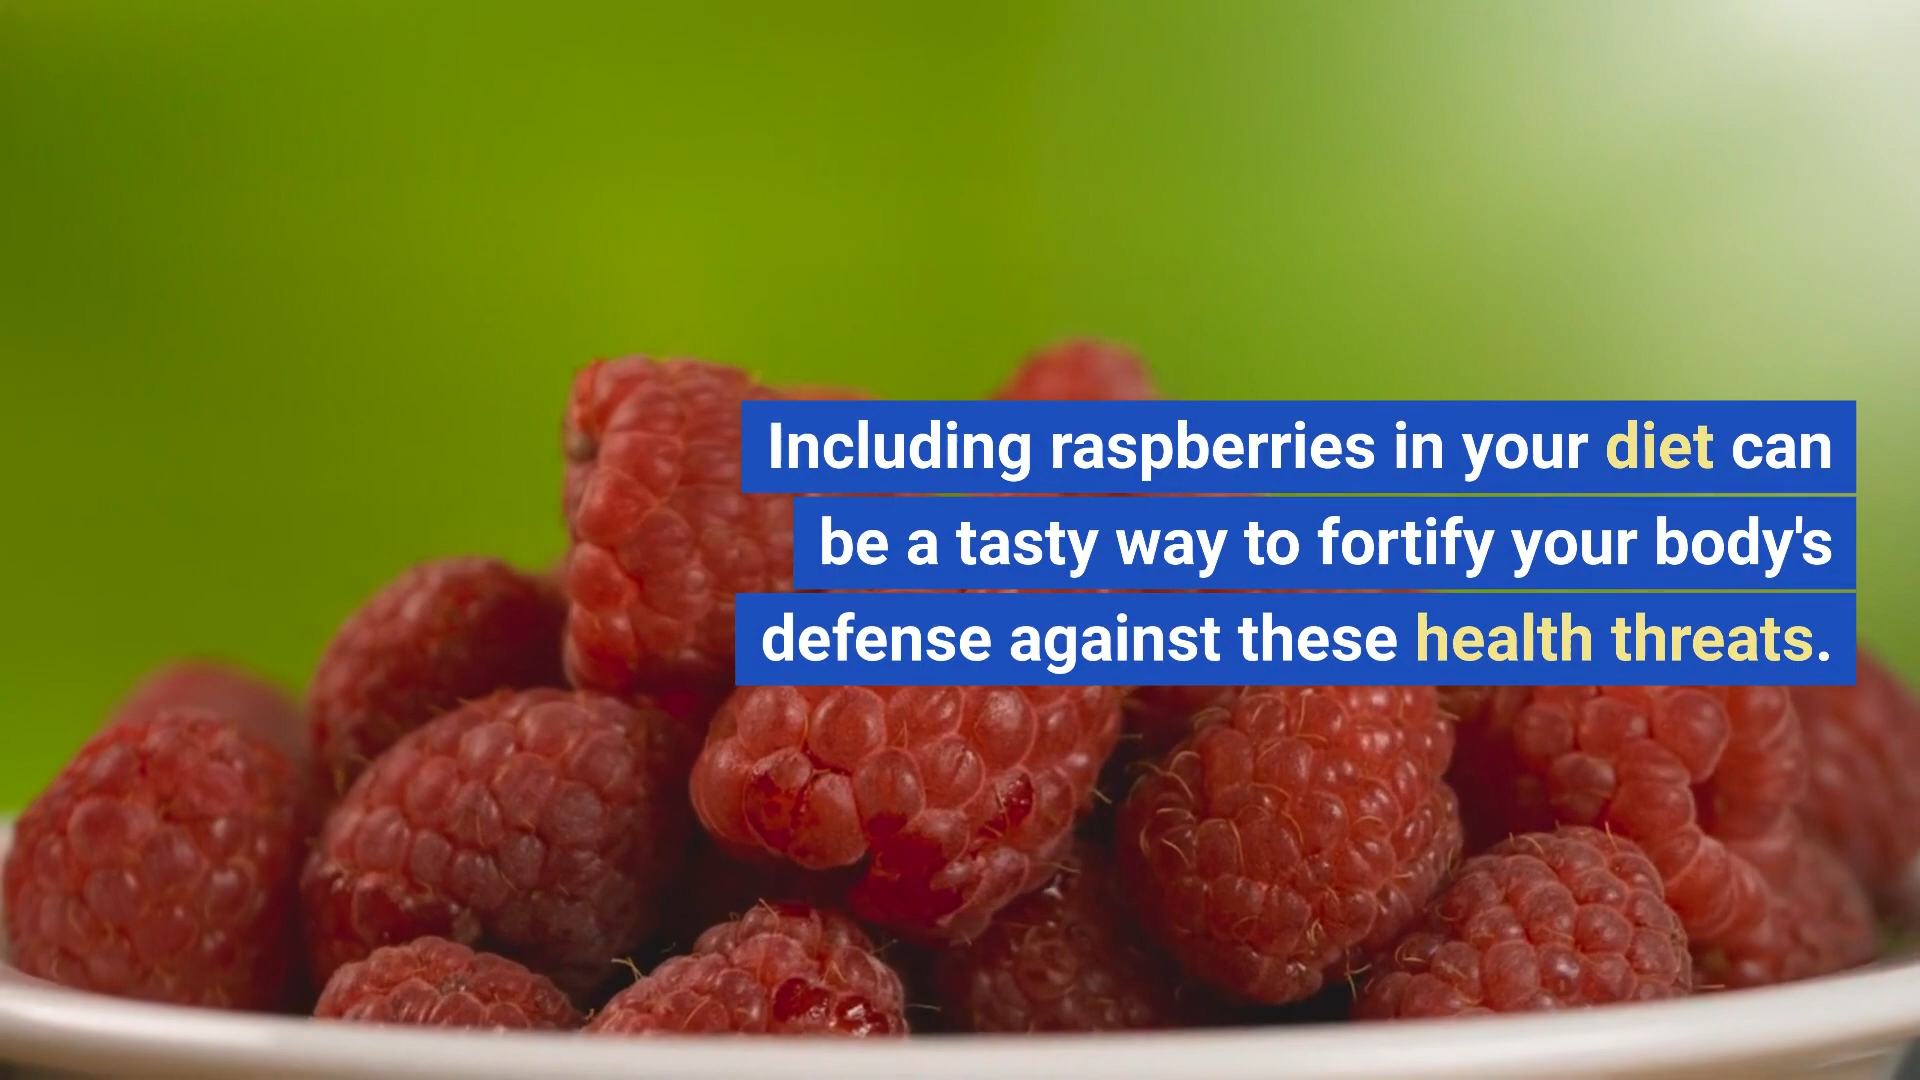 Including raspberries in your diet can
be a tasty way to fortify your body's
defense against these health threats.